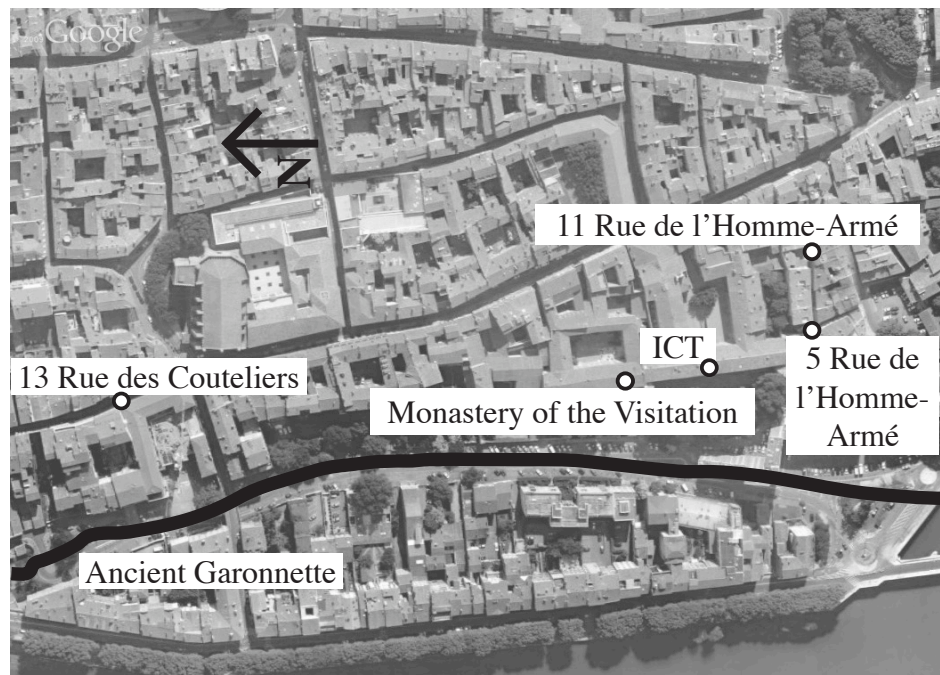 Google
N
11 Rue de l’Homme-Armé
ICT
13 Rue des Couteliers
5 Rue de
l’Homme-
Armé
Monastery of the Visitation
Ancient Garonnette